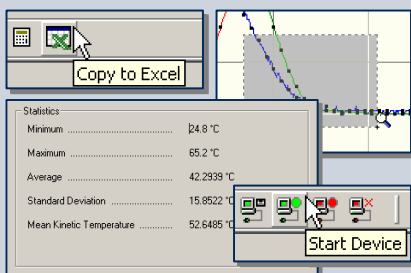 Copy to Excel
Statistics
Minimum ........................ 24.8 °C
Maximum ........................ 65.2 °C
Average ........................ 42.2939 °C
Standard Deviation ............ 15.8522 °C
Mean Kinetic Temperature ............ 52.6485 °C
Start Device